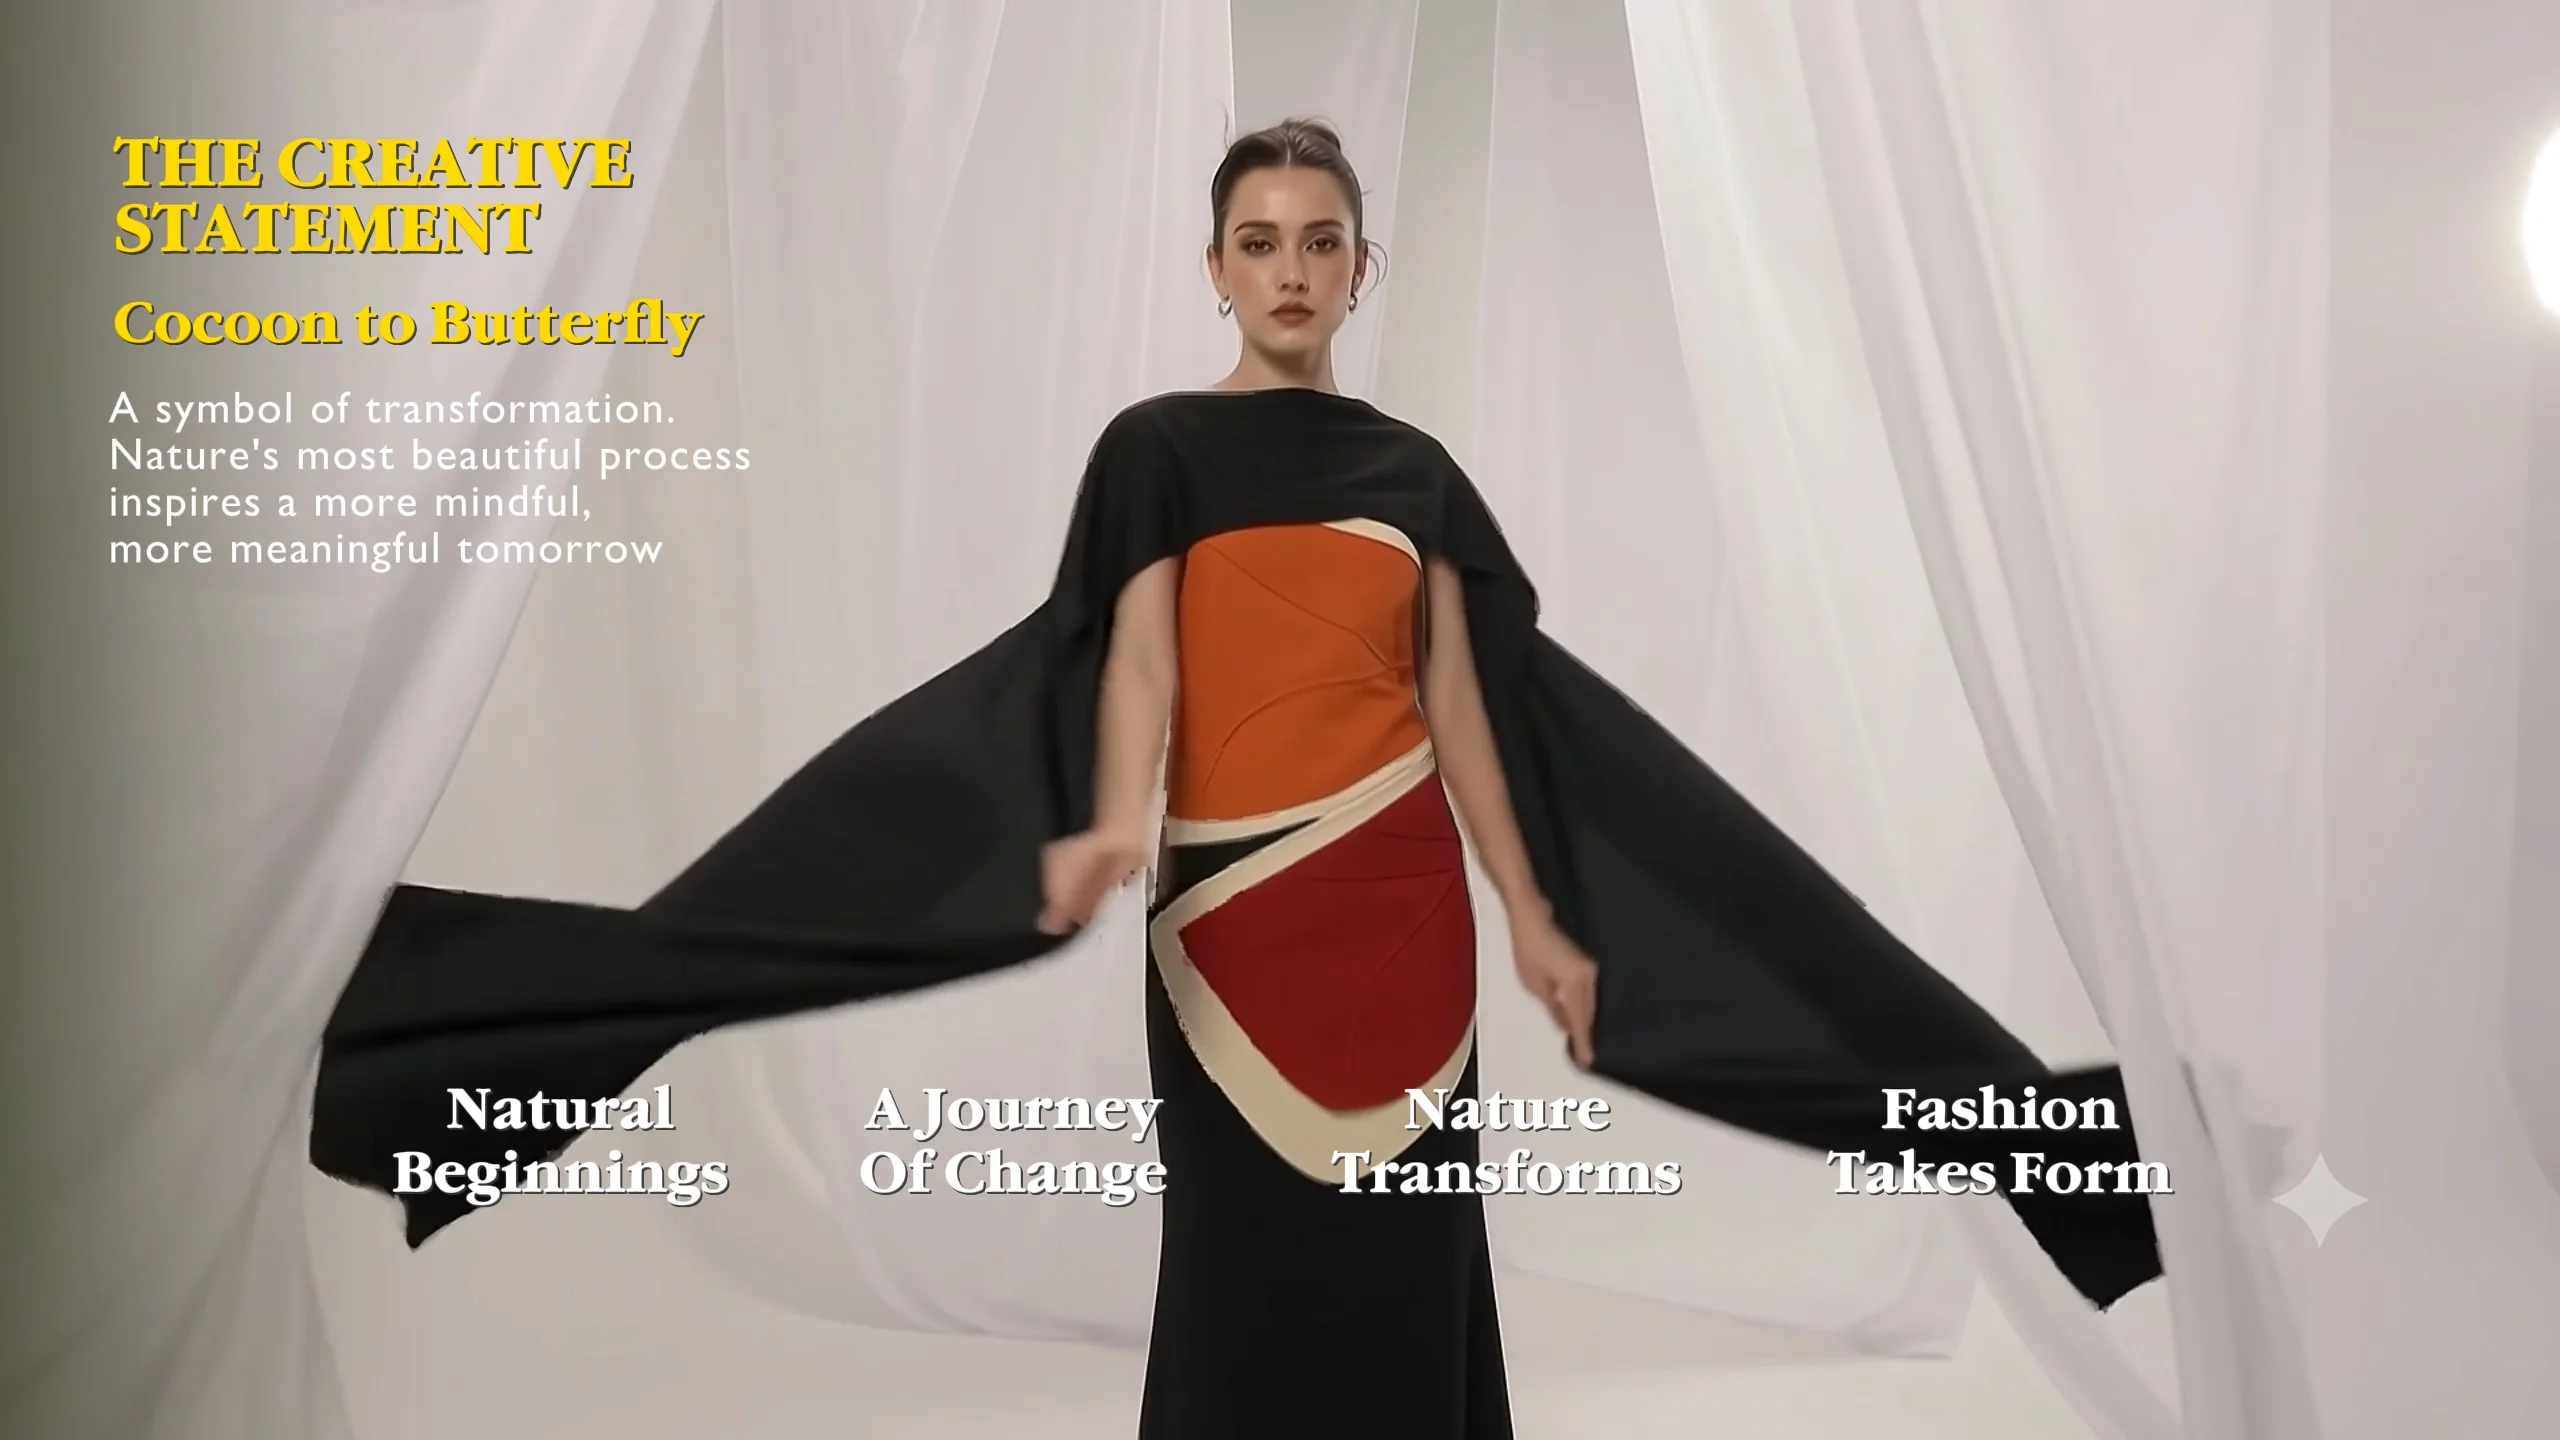 THE CREATIVE
STATEMENT
Cocoon to Butterfly
A symbol of transformation.
Nature's most beautiful process
inspires a more mindful,
more meaningful tomorrow
Natural
Beginnings
A Journey
Of Change
Nature
Transforms
Fashion
Takes Form